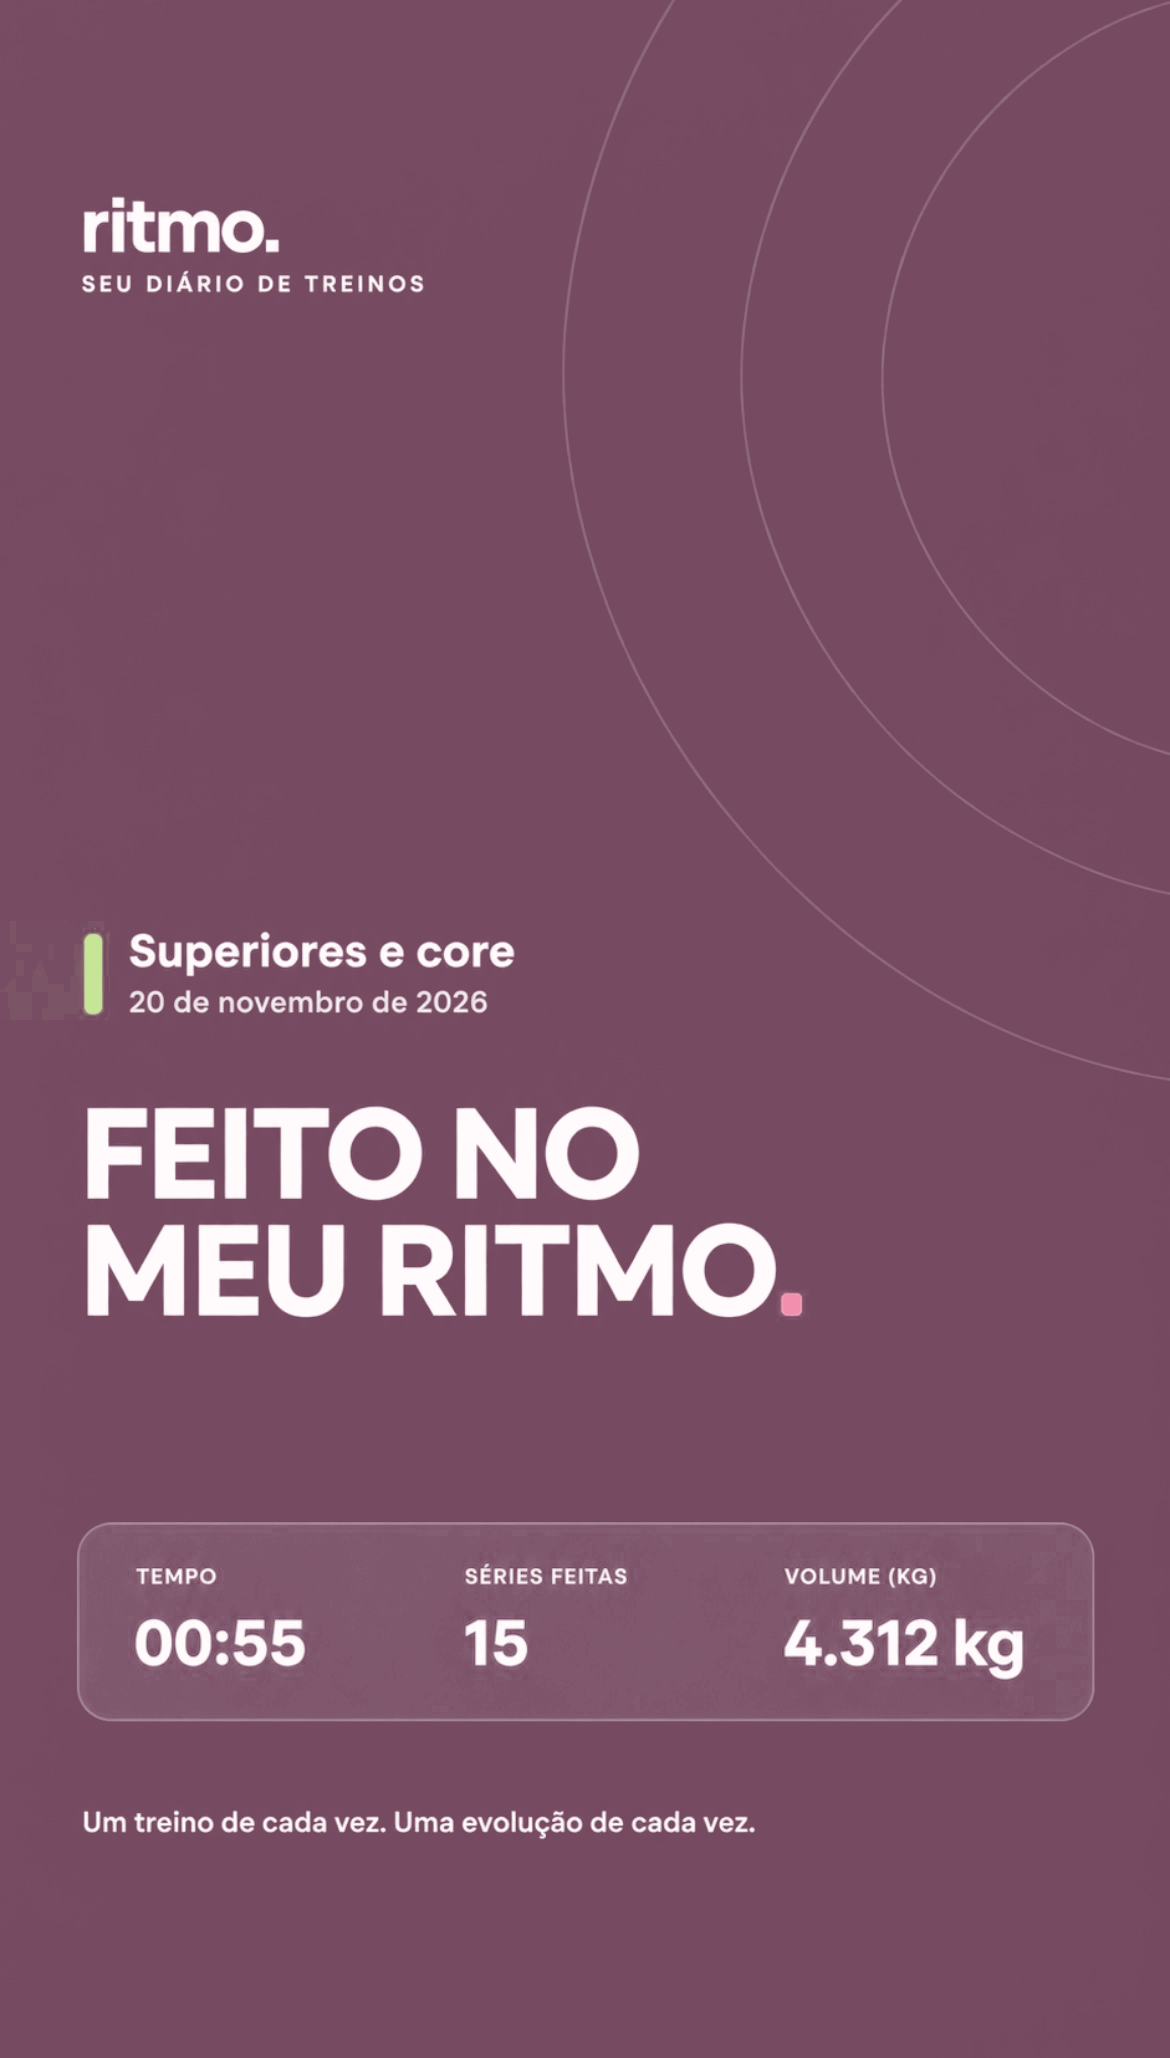 ritmo.
SEU DIÁRIO DE TREINOS
Superiores e core
20 de novembro de 2026
FEITO NO
MEU RITMO.
TEMPO SÉRIES FEITAS VOLUME (KG)
00:55 15 4.312 kg
Um treino de cada vez. Uma evolução de cada vez.